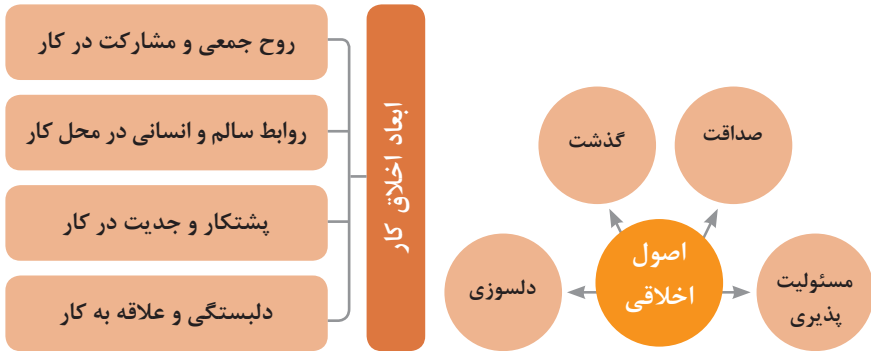 صداقت
گذشت
اصول
اخلاقی
مسئولیت
پذیری
دلسوزی
ابعاد اخلاق کار
روح جمعی و مشارکت در کار
روابط سالم و انسانی در محل کار
پشتکار و جدیت در کار
دلبستگی و علاقه به کار